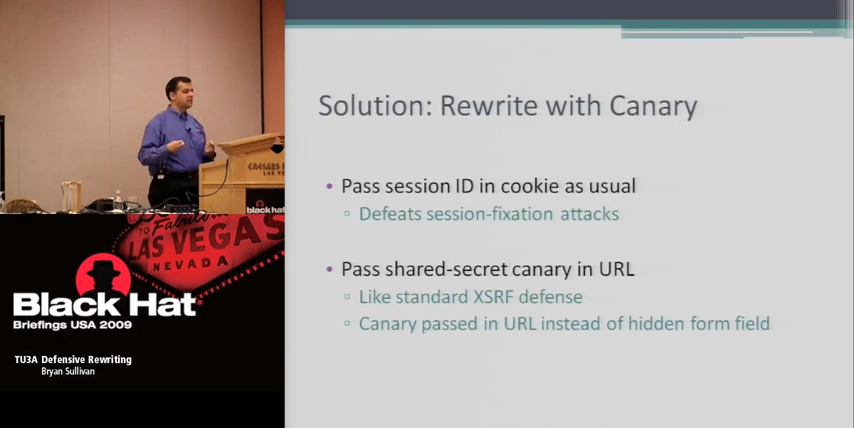 Solution: Rewrite with Canary
• Pass session ID in cookie as usual
▫ Defeats session-fixation attacks
• Pass shared-secret canary in URL
▫ Like standard XSRF defense
▫ Canary passed in URL instead of hidden form field
CAESARS
LAS
black hat
TO Fabulous
LAS VEGAS
NEVADA
Black Hat®
Briefings USA 2009
TU3A Defensive Rewriting
Bryan Sullivan